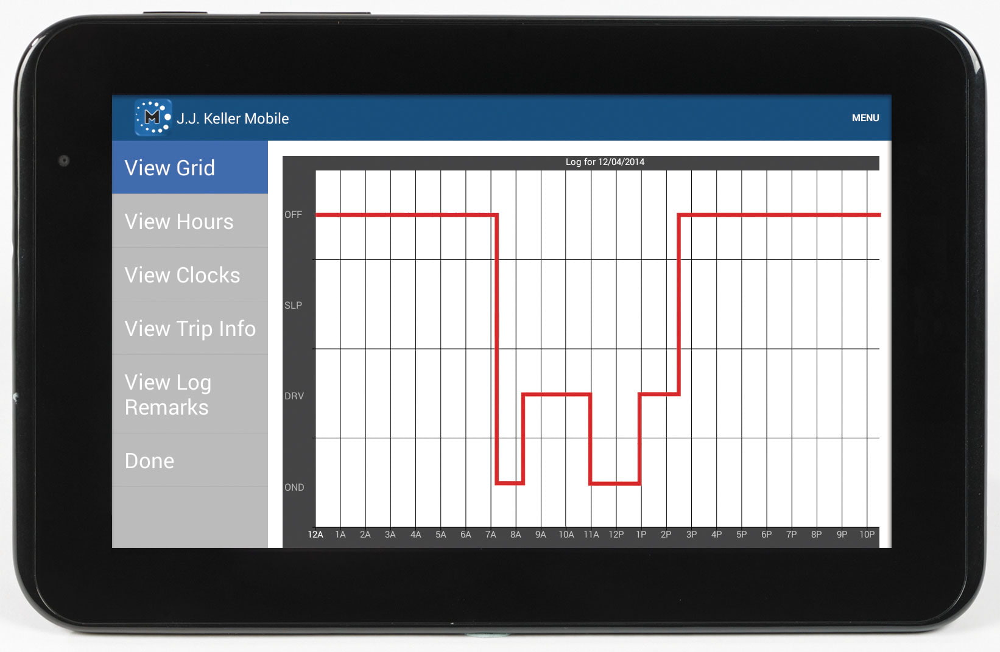 M J.J. Keller Mobile
MENU
View Grid
View Hours
View Clocks
View Trip Info
View Log
Remarks
Done
Log for 12/04/2014
OFF
SLP
DRV
OND
12A 1A 2A 3A 4A 5A 6A 7A 8A 9A 10A 11A 12P 1P 2P 3P 4P 5P 6P 7P 8P 9P 10P